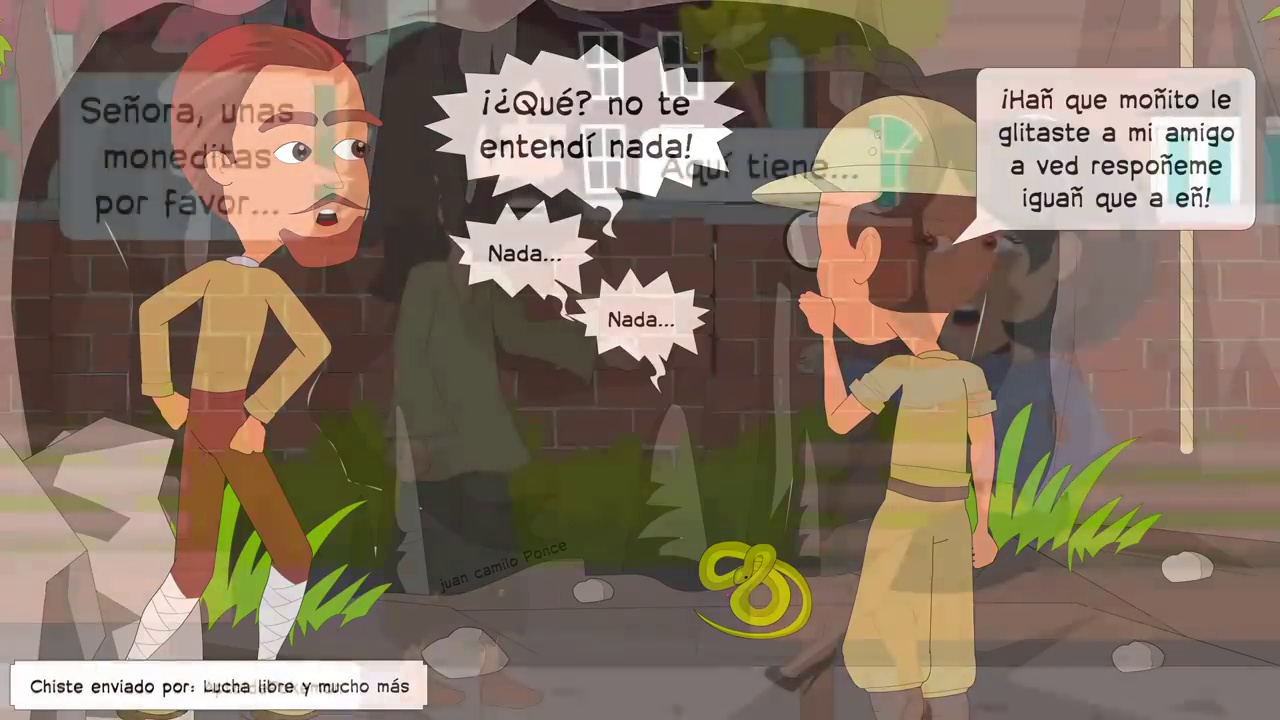 Señora, unas
moneditas
por favor...
¡¿Qué? no te
entendí nada!
Aquí tiene...
Nada...
Nada...
¡Hañ que moñito le
glitaste a mi amigo
a ved respoñeme
iguañ que a eñ!
juan camilo Ponce
Chiste enviado por: Lucha libre y mucho más